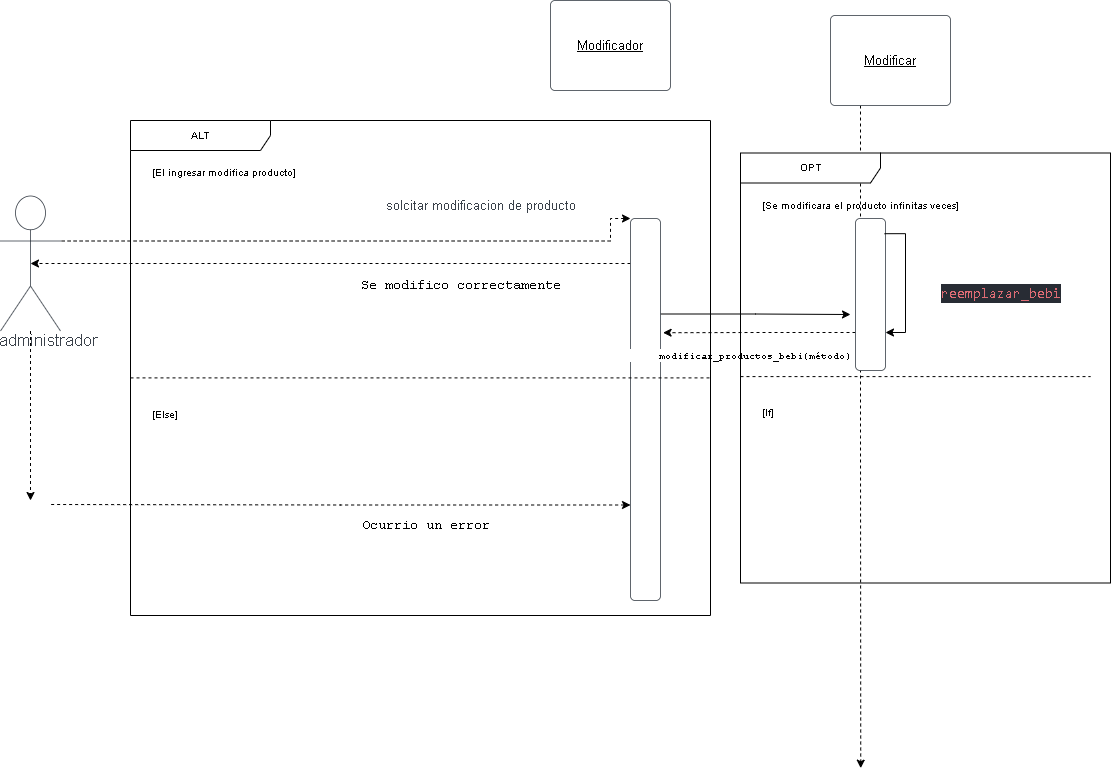 Modificador
Modificar
ALT
[El ingresar modifica producto]
OPT
[Se modificara el producto infinitas veces]
solcitar modificacion de producto
Se modifico correctamente
reemplazar_bebi
administrador
modificar_productos_bebi(método)
[Else]
[If]
Ocurrio un error